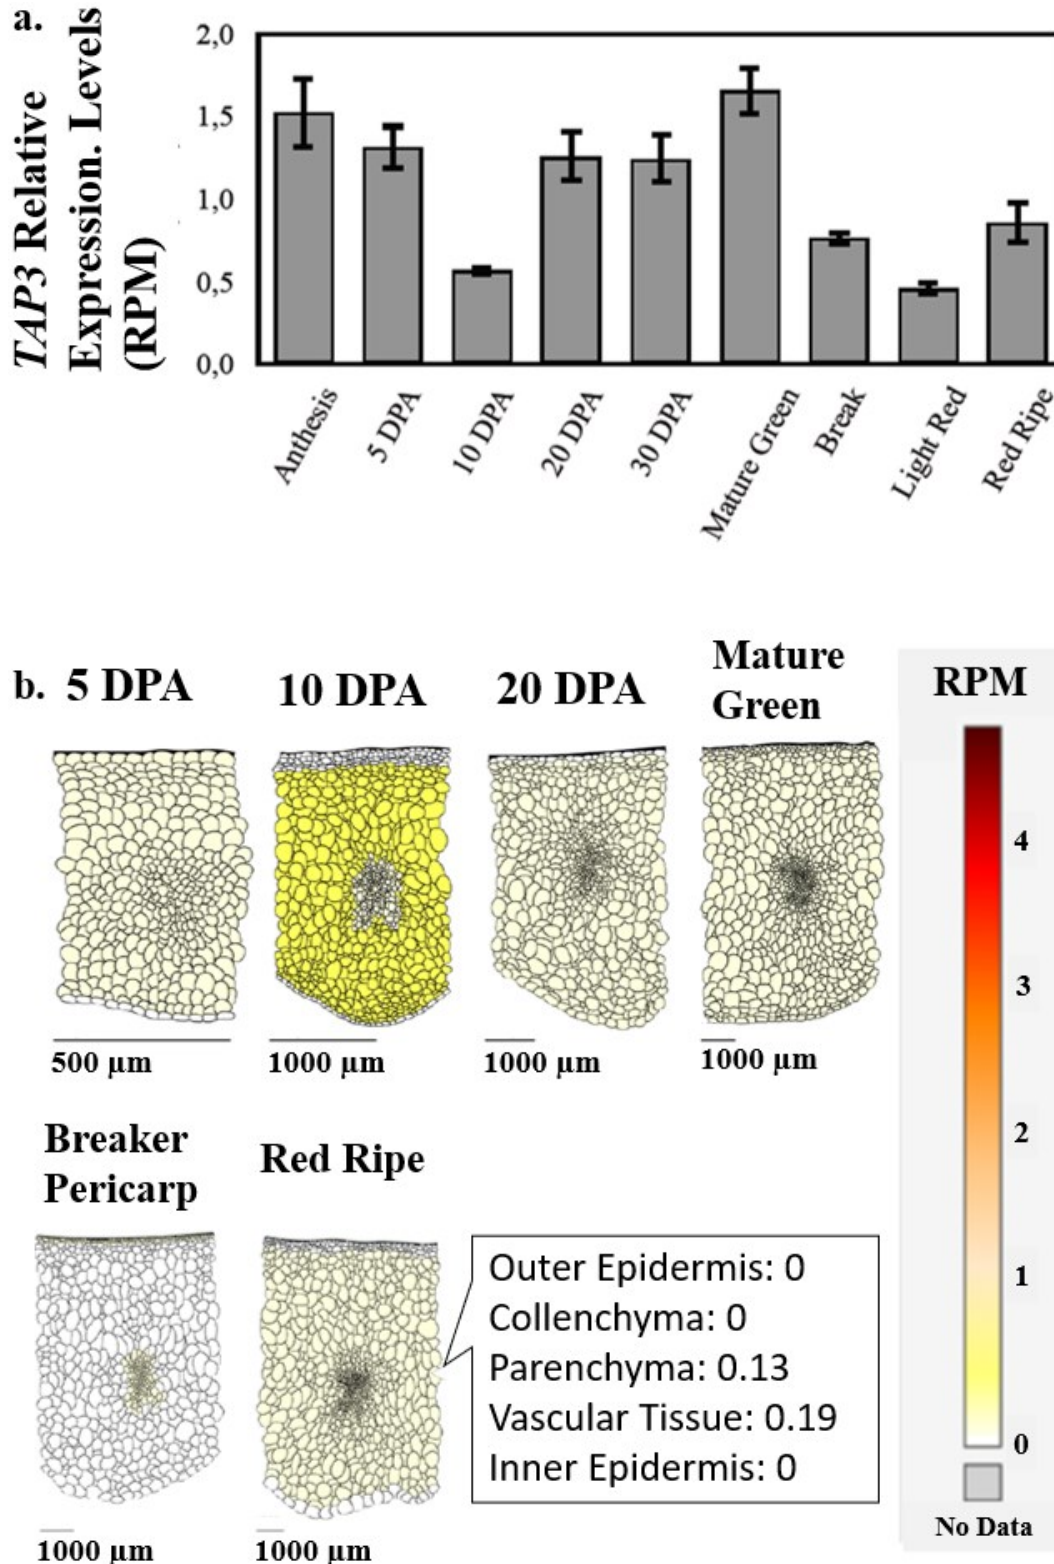 a.
TAP3 Relative
Expression. Levels
(RPM)
2,0
1,5
1,0
0,5
0,0
Anthesis
5 DPA
10 DPA
20 DPA
30 DPA
Mature Green
Break
Light Red
Red Ripe
b. 5 DPA
10 DPA
20 DPA
Mature
Green
500 µm
1000 µm
1000 µm
1000 µm
Breaker
Pericarp
Red Ripe
Outer Epidermis: 0
Collenchyma: 0
Parenchyma: 0.13
Vascular Tissue: 0.19
Inner Epidermis: 0
1000 µm
1000 µm
RPM
4
3
2
1
0
No Data